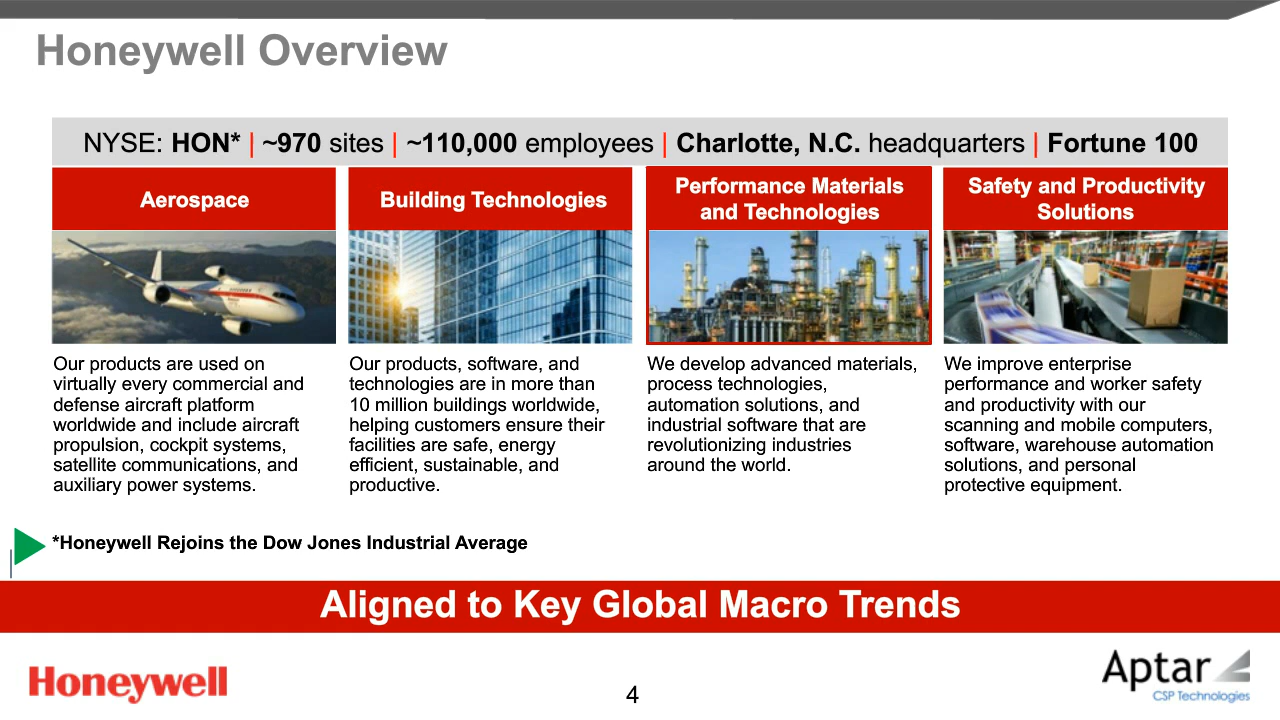 Honeywell Overview
NYSE: HON* | ~970 sites | ~110,000 employees | Charlotte, N.C. headquarters | Fortune 100
Aerospace
Our products are used on
virtually every commercial and
defense aircraft platform
worldwide and include aircraft
propulsion, cockpit systems,
satellite communications, and
auxiliary power systems.
Building Technologies
Our products, software, and
technologies are in more than
10 million buildings worldwide,
helping customers ensure their
facilities are safe, energy
efficient, sustainable, and
productive.
Performance Materials
and Technologies
We develop advanced materials,
process technologies,
automation solutions, and
industrial software that are
revolutionizing industries
around the world.
Safety and Productivity
Solutions
We improve enterprise
performance and worker safety
and productivity with our
scanning and mobile computers,
software, warehouse automation
solutions, and personal
protective equipment.
*Honeywell Rejoins the Dow Jones Industrial Average
Aligned to Key Global Macro Trends
Honeywell
4
Aptar
CSP Technologies